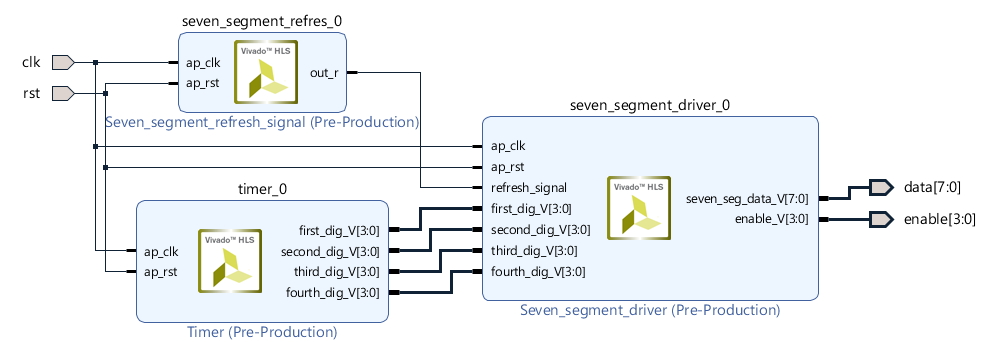 seven_segment_refres_0
clk
rst
ap_clk
ap_rst
Vivado™ HLS
out_r
Seven_segment_refresh_signal (Pre-Production)
seven_segment_driver_0
ap_clk
ap_rst
refresh_signal
first_dig_V[3:0]
second_dig_V[3:0]
third_dig_V[3:0]
fourth_dig_V[3:0]
Vivado™ HLS
seven_seg_data_V[7:0]
enable_V[3:0]
data[7:0]
enable[3:0]
Seven_segment_driver (Pre-Production)
timer_0
ap_clk
ap_rst
Vivado™ HLS
first_dig_V[3:0]
second_dig_V[3:0]
third_dig_V[3:0]
fourth_dig_V[3:0]
Timer (Pre-Production)